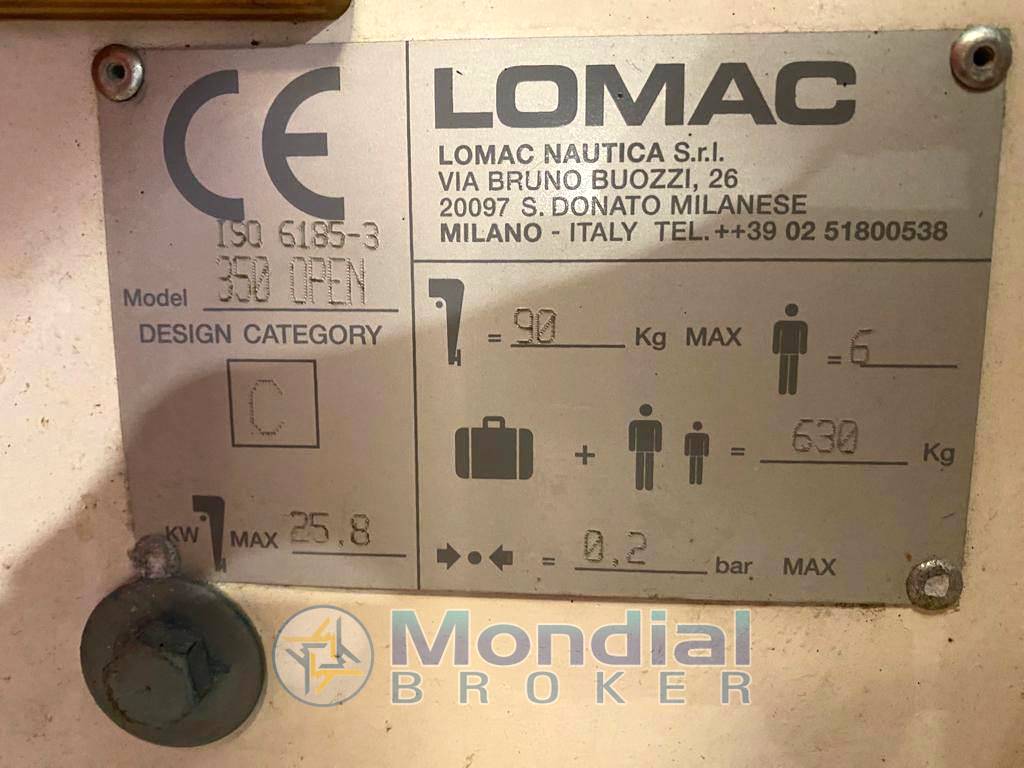 CE
ISO 6185-3
Model 350 OPEN
DESIGN CATEGORY
C
KW MAX 25,8
LOMAC
LOMAC NAUTICA S.r.l.
VIA BRUNO BUOZZI, 26
20097 S. DONATO MILANESE
MILANO - ITALY TEL. ++39 02 51800538
= 90 Kg MAX = 6
+ = 630 Kg
= 0,2 bar MAX
Mondial
BROKER